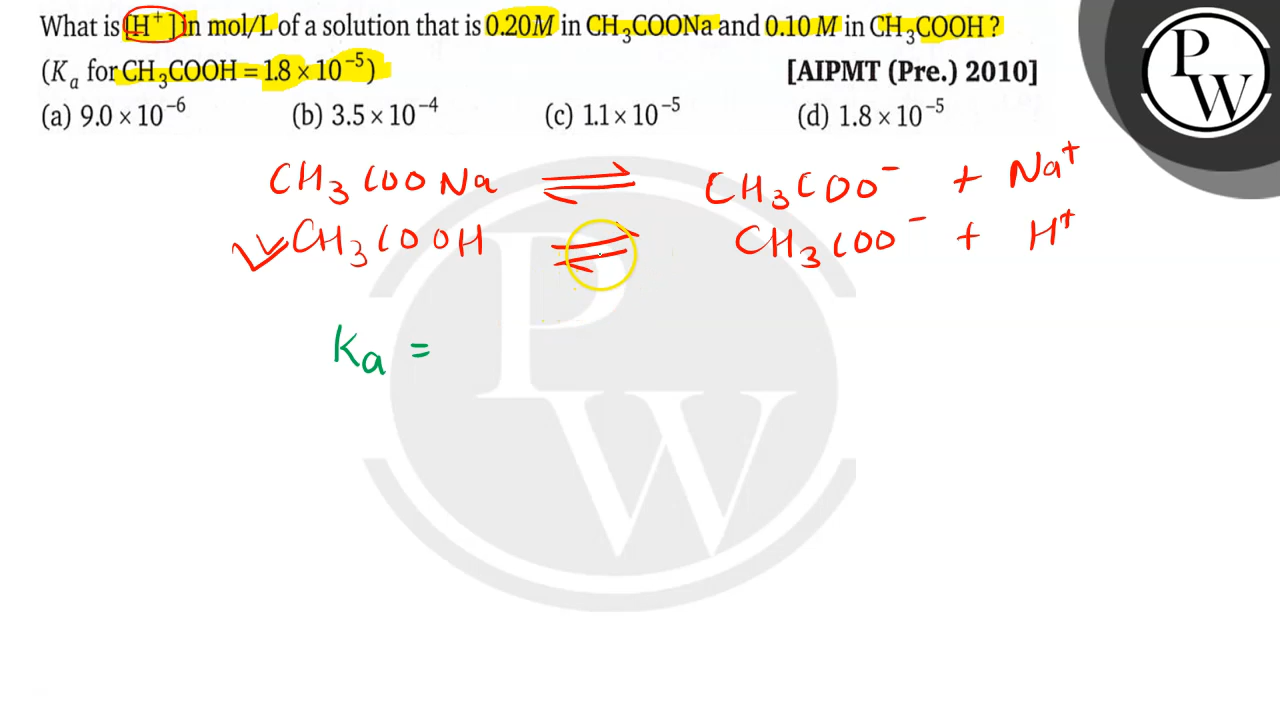 What is [H⁺] in mol/L of a solution that is 0.20M in CH₃COONa and 0.10 M in CH₃COOH?
(Kₐ for CH₃COOH = 1.8 × 10⁻⁵) [AIPMT (Pre.) 2010]
(a) 9.0 × 10⁻⁶ (b) 3.5 × 10⁻⁴ (c) 1.1 × 10⁻⁵ (d) 1.8 × 10⁻⁵
CH₃COONa ⇌ CH₃COO⁻ + Na⁺
CH₃COOH ⇌ CH₃COO⁻ + H⁺
Kₐ =
P
W
P
W